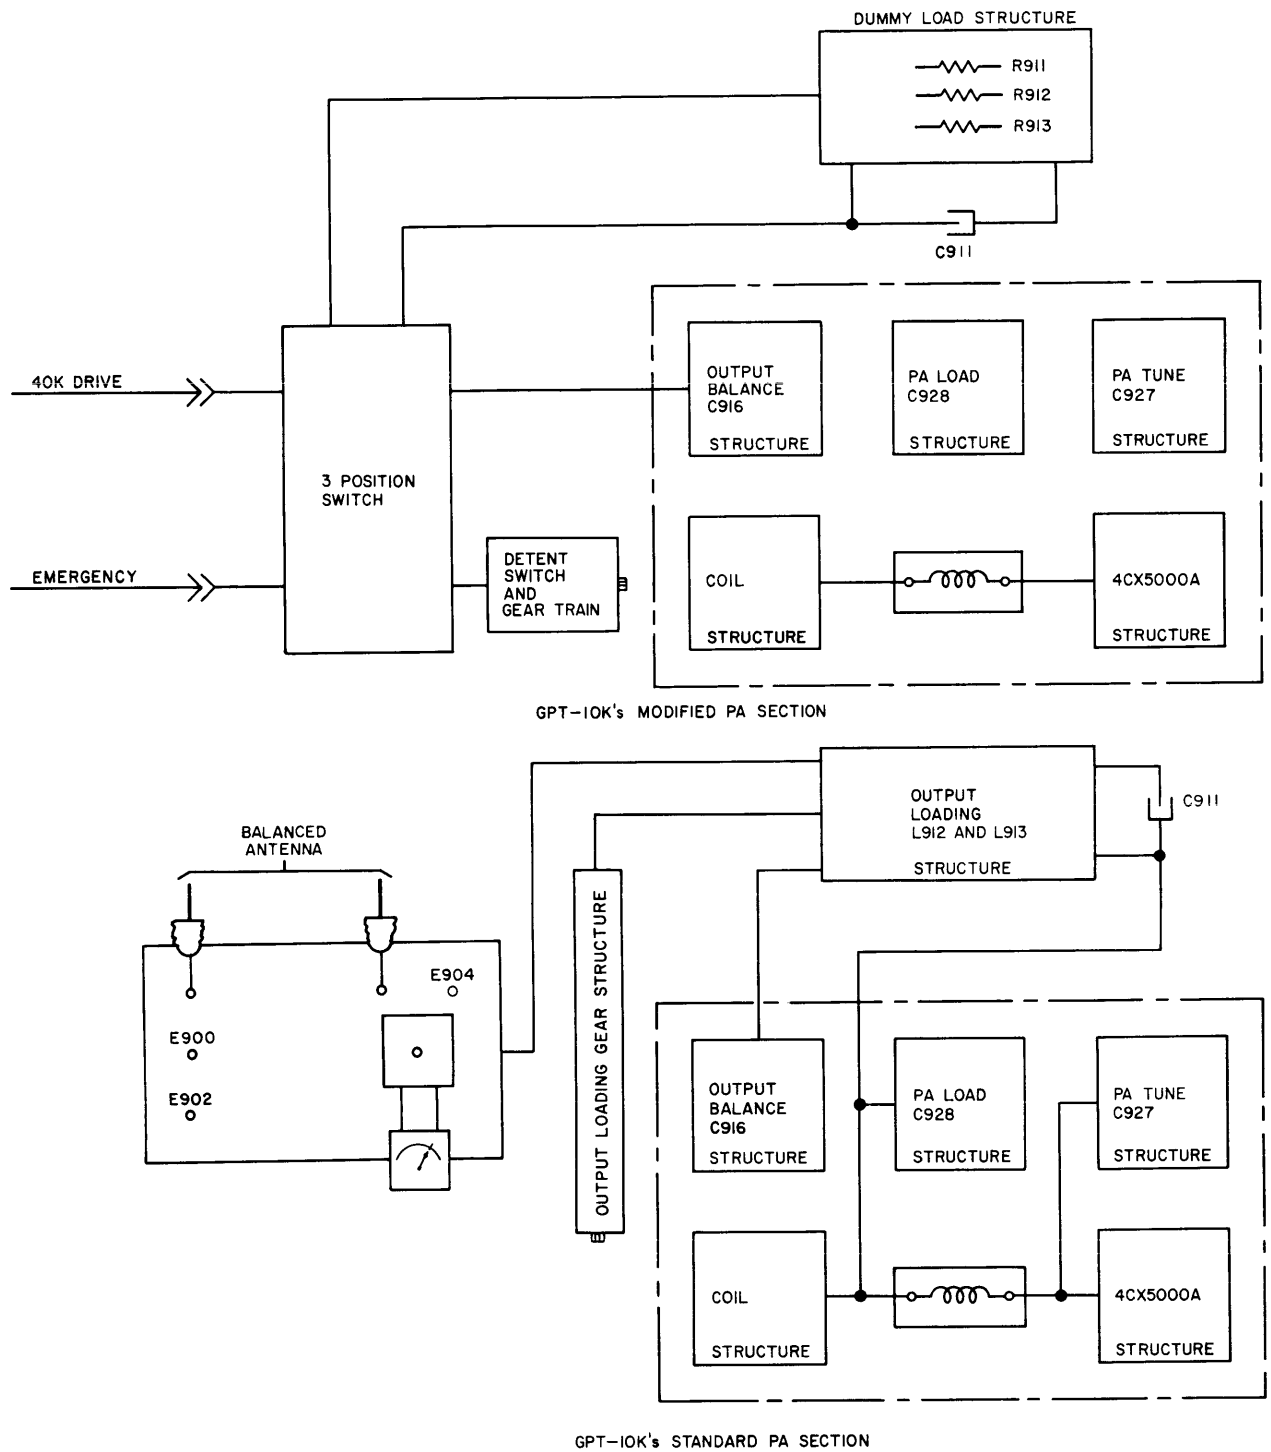 DUMMY LOAD STRUCTURE
R911
R912
R913
C911
40K DRIVE
EMERGENCY
3 POSITION
SWITCH
DETENT
SWITCH
AND
GEAR TRAIN
OUTPUT
BALANCE
C916
STRUCTURE
PA LOAD
C928
STRUCTURE
PA TUNE
C927
STRUCTURE
COIL
STRUCTURE
4CX5000A
STRUCTURE
GPT-10K's MODIFIED PA SECTION
BALANCED
ANTENNA
E904
E900
E902
OUTPUT LOADING GEAR STRUCTURE
OUTPUT
LOADING
L912 AND L913
STRUCTURE
C911
OUTPUT
BALANCE
C916
STRUCTURE
PA LOAD
C928
STRUCTURE
PA TUNE
C927
STRUCTURE
COIL
STRUCTURE
4CX5000A
STRUCTURE
GPT-10K's STANDARD PA SECTION